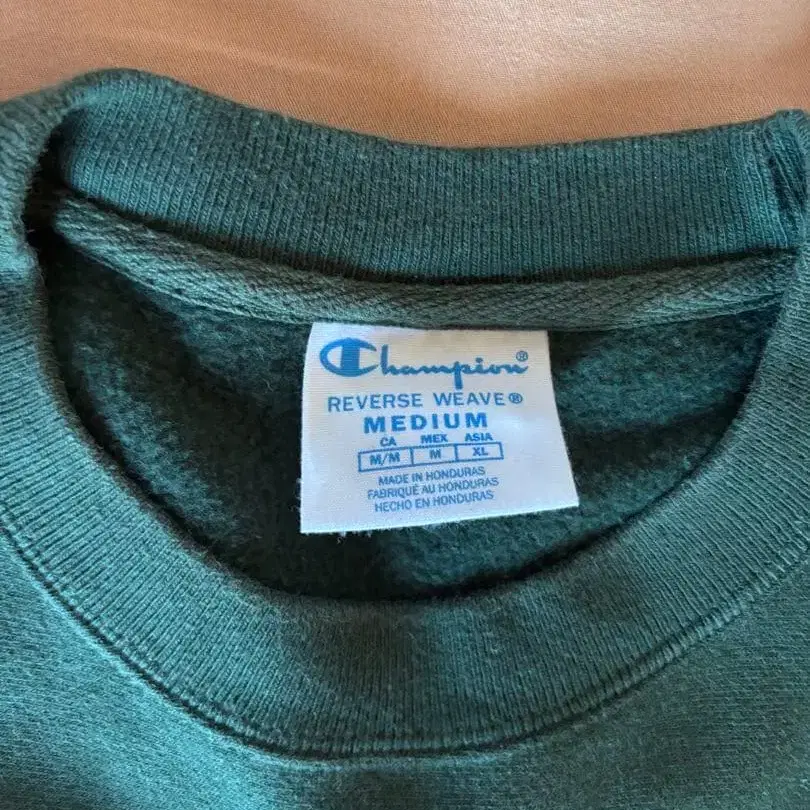 Champion®
REVERSE WEAVE®
MEDIUM
CA MEX ASIA
M/M M XL
MADE IN HONDURAS
FABRIQUÉ AU HONDURAS
HECHO EN HONDURAS